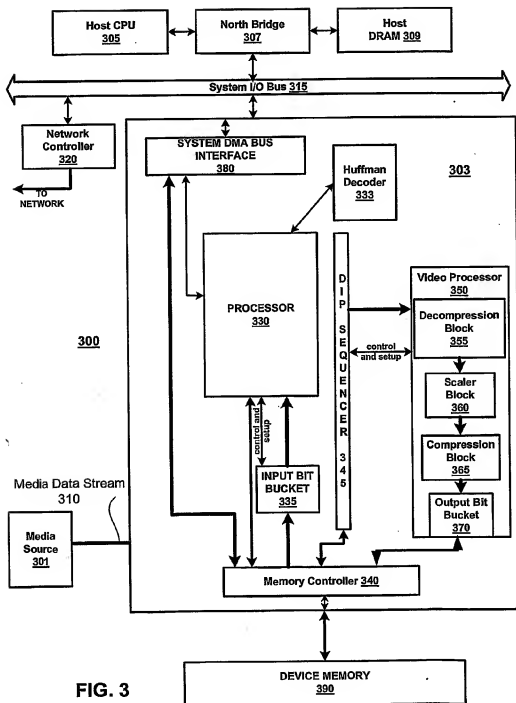 Host CPU
305
North Bridge
307
Host
DRAM 309
System I/O Bus 315
Network
Controller
320
TO
NETWORK
SYSTEM DMA BUS
INTERFACE
380
Huffman
Decoder
333
303
PROCESSOR
330
DIP SEQUENCER 345
Video Processor
350
Decompression
Block
355
control
and setup
Scaler
Block
360
Compression
Block
365
Output Bit
Bucket
370
300
control and
setup
INPUT BIT
BUCKET
335
Media Data Stream
310
Media
Source
301
Memory Controller 340
DEVICE MEMORY
390
FIG. 3